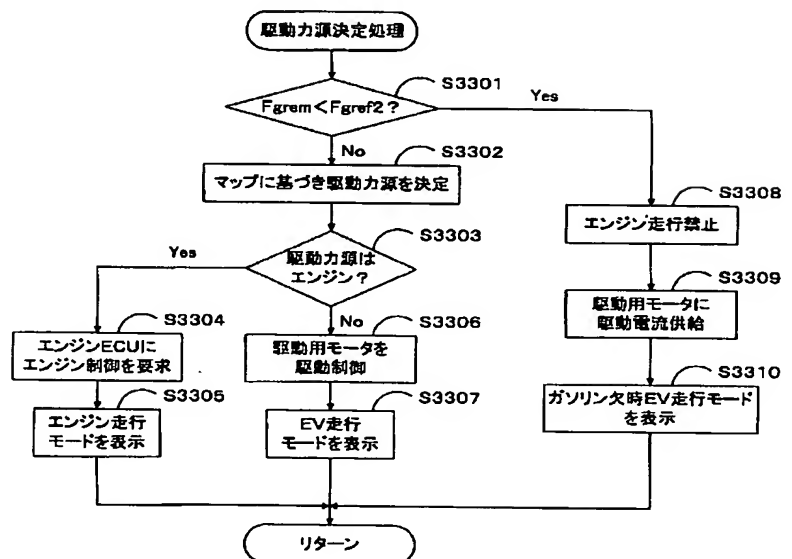 駆動力源決定処理
S3301
Fgrem<Fgref2?
Yes
No
S3302
マップに基づき駆動力源を決定
S3308
エンジン走行禁止
S3303
Yes
駆動力源は
エンジン?
S3309
駆動用モータに
駆動電流供給
No
S3304
エンジンECUに
エンジン制御を要求
S3306
駆動用モータを
駆動制御
S3310
ガソリン欠時EV走行モード
を表示
S3305
エンジン走行
モードを表示
S3307
EV走行
モードを表示
リターン